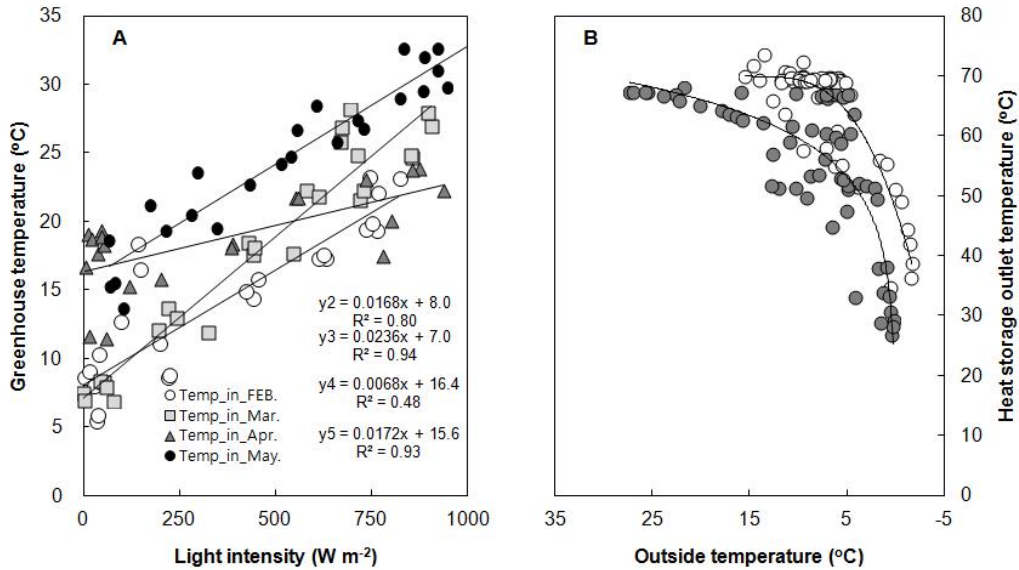 A
B
Greenhouse temperature (ºC)
35
30
25
20
15
10
5
0
0
250
500
750
1000
Light intensity (W m-2)
y2 = 0.0168x + 8.0
R² = 0.80
y3 = 0.0236x + 7.0
R² = 0.94
y4 = 0.0068x + 16.4
R² = 0.48
y5 = 0.0172x + 15.6
R² = 0.93
Temp_in_FEB.
Temp_in_Mar.
Temp_in_Apr.
Temp_in_May.
80
70
60
50
40
30
20
10
0
Heat storage outlet temperature (ºC)
35
25
15
5
-5
Outside temperature (ºC)